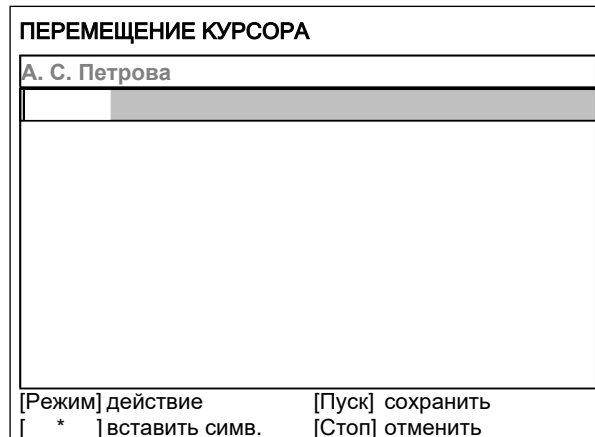 ПЕРЕМЕЩЕНИЕ КУРСОРА
А. С. Петрова
[Режим] действие [Пуск] сохранить
[ * ] вставить симв. [Стоп] отменить